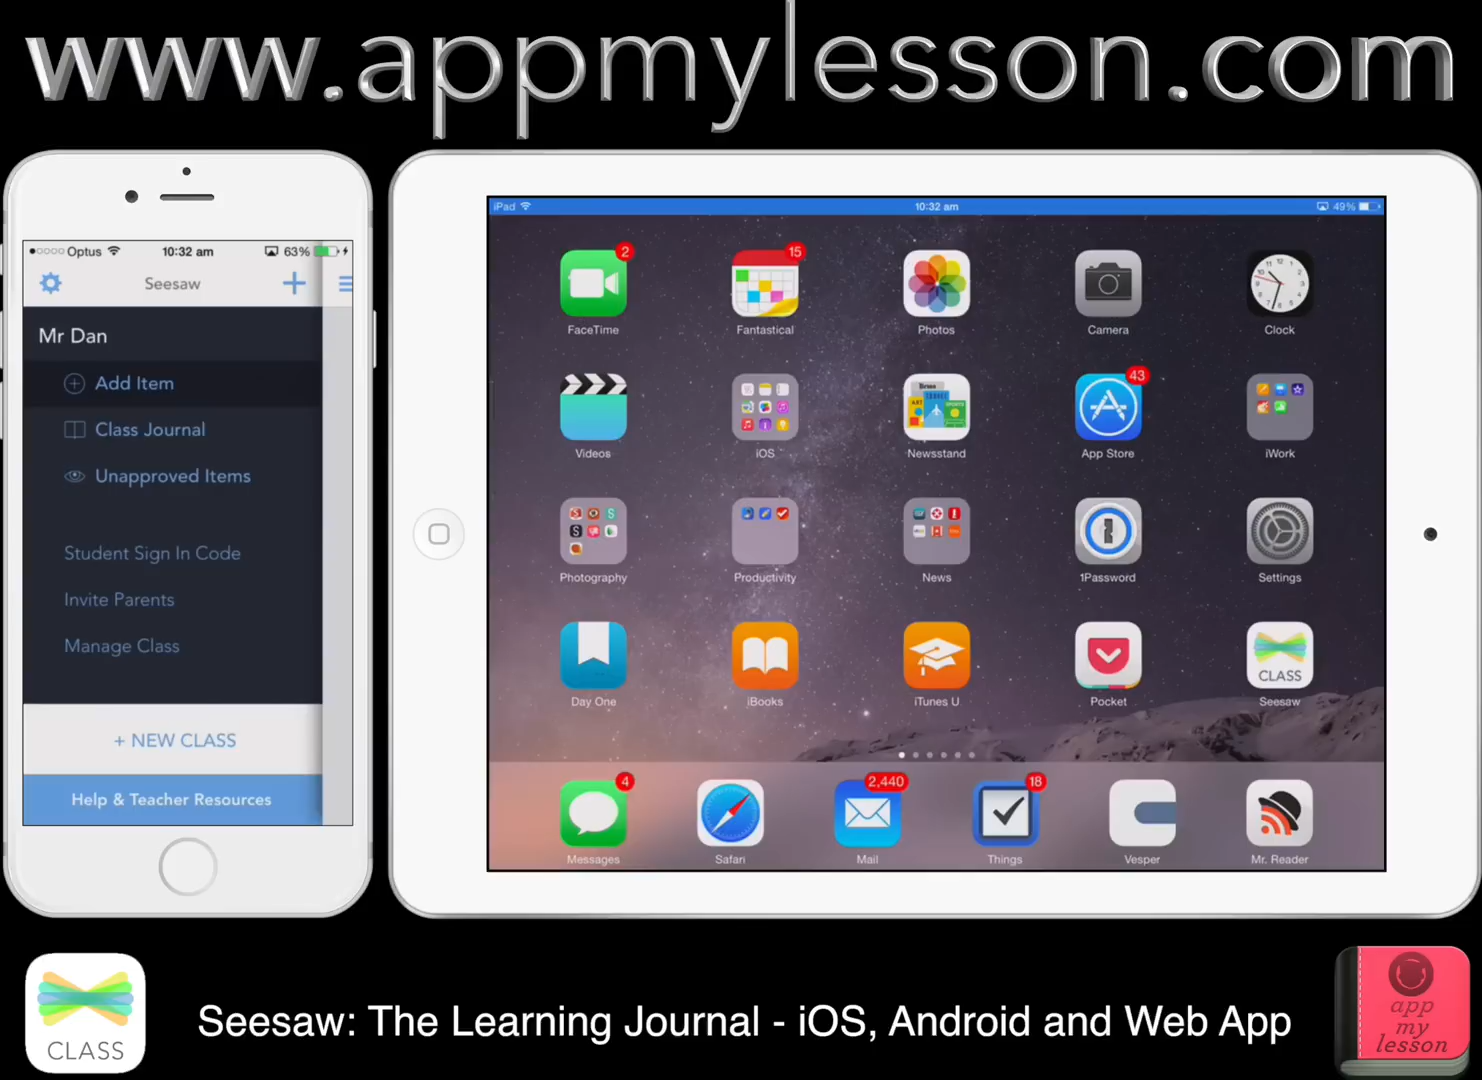 www.appmylesson.com
Optus 10:32 am 63%
Seesaw
Mr Dan
Add Item
Class Journal
Unapproved Items
Student Sign In Code
Invite Parents
Manage Class
+ NEW CLASS
Help & Teacher Resources
iPad 10:32 am 49%
2 15
FaceTime Fantastical Photos Camera Clock
43
Videos iOS Newsstand App Store iWork
Photography Productivity News 1Password Settings
CLASS
Day One iBooks iTunes U Pocket Seesaw
4 2,440 18
Messages Safari Mail Things Vesper Mr. Reader
CLASS
Seesaw: The Learning Journal - iOS, Android and Web App
app
my
lesson